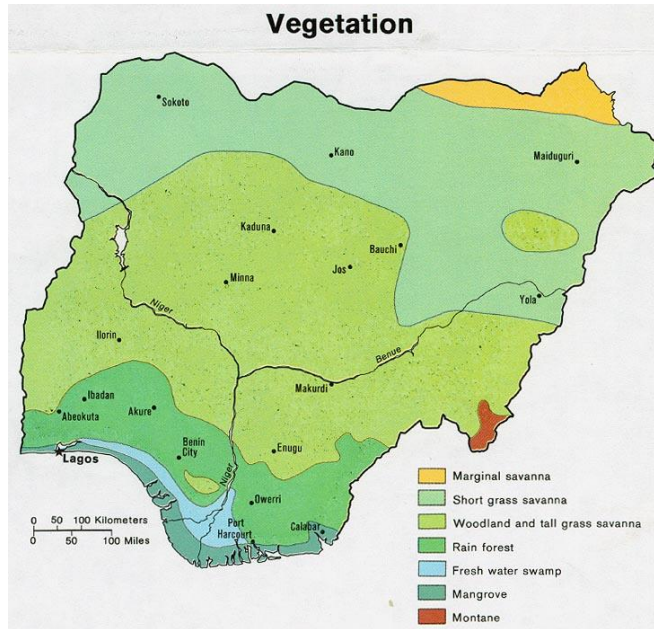 Vegetation
Sokoto
Kano
Maiduguri
Kaduna
Bauchi
Jos
Minna
Yola
Niger
Ilorin
Benue
Makurdi
Ibadan
Abeokuta
Akure
Benin
City
Enugu
Lagos
Niger
Owerri
Port
Harcourt
Calabar
0 50 100 Kilometers
0 50 100 Miles
Marginal savanna
Short grass savanna
Woodland and tall grass savanna
Rain forest
Fresh water swamp
Mangrove
Montane